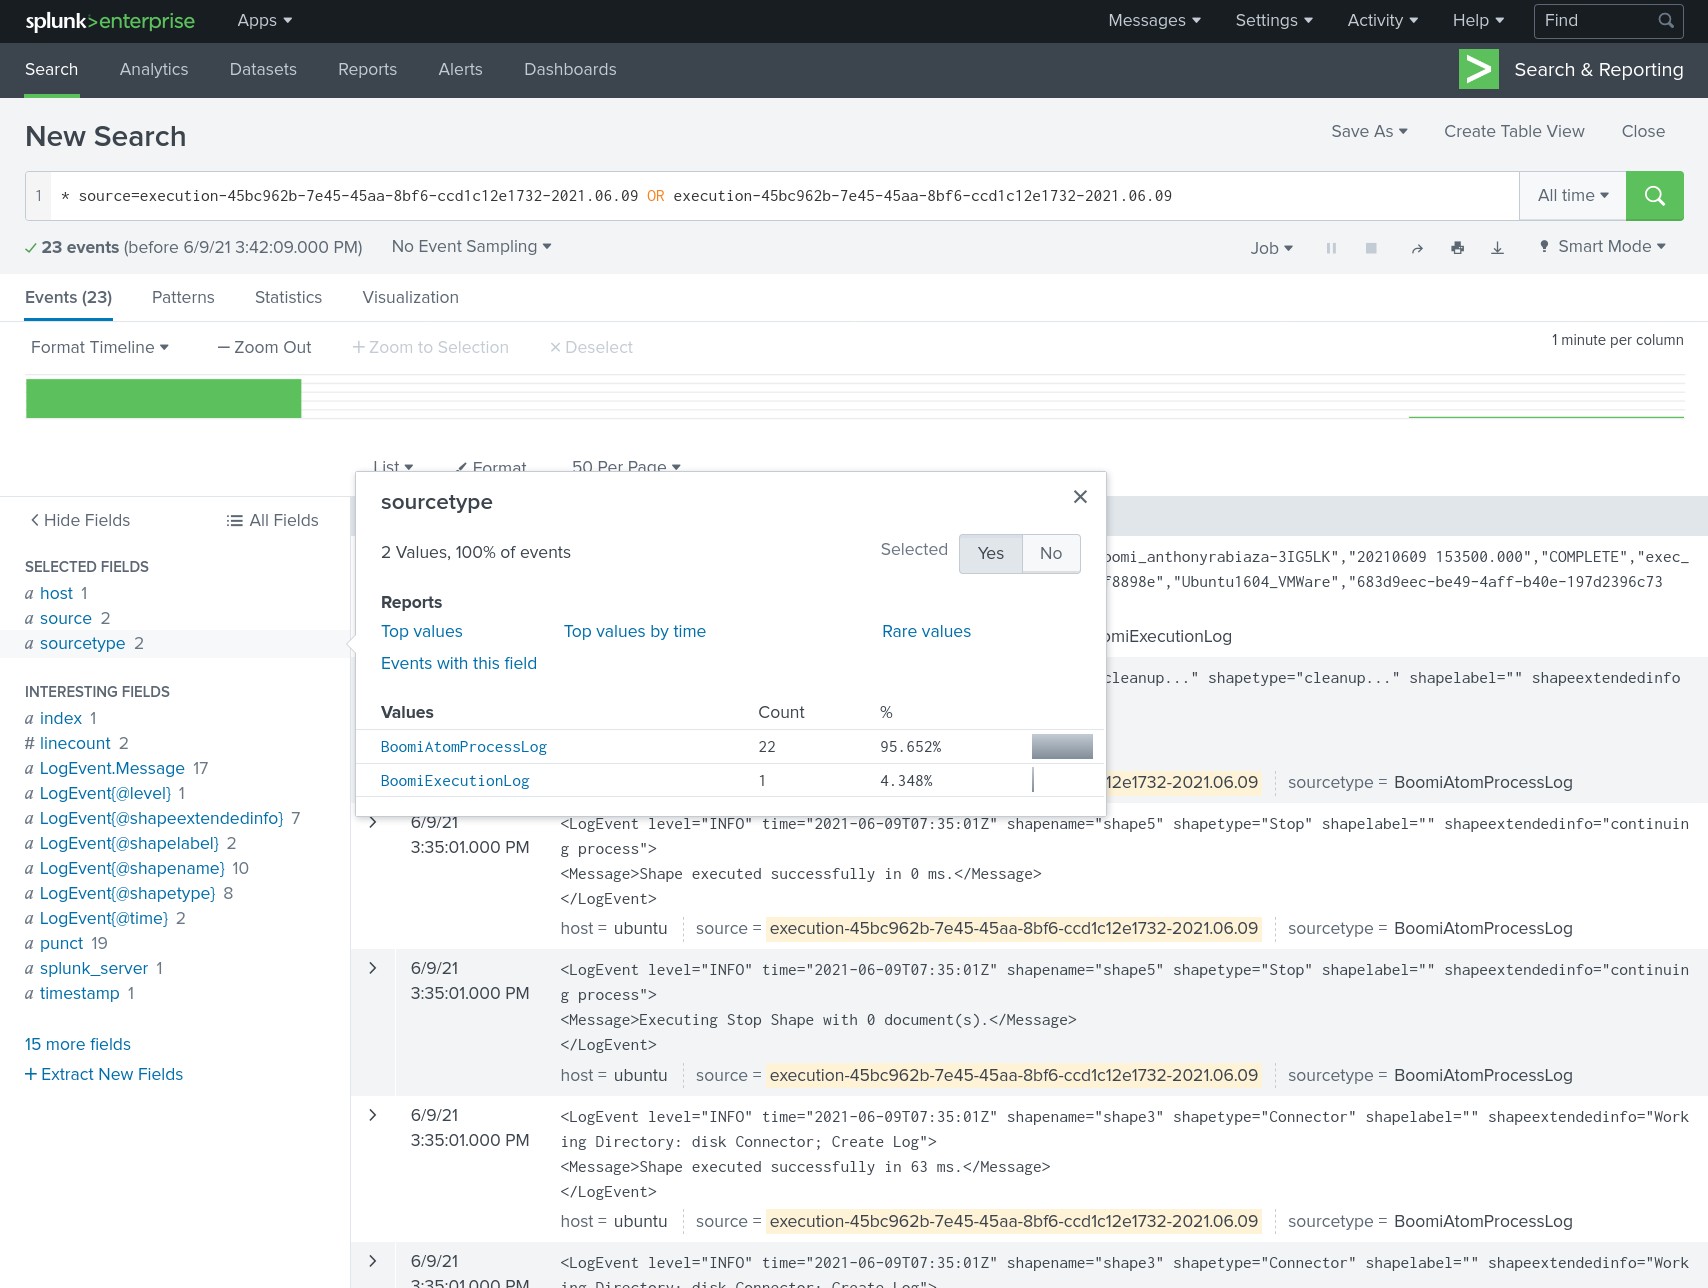 splunk>enterprise Apps Messages Settings Activity Help Find
Search Analytics Datasets Reports Alerts Dashboards Search & Reporting
New Search Save As Create Table View Close
1 * source=execution-45bc962b-7e45-45aa-8bf6-ccd1c12e1732-2021.06.09 OR execution-45bc962b-7e45-45aa-8bf6-ccd1c12e1732-2021.06.09 All time
23 events (before 6/9/21 3:42:09.000 PM) No Event Sampling Job Smart Mode
Events (23) Patterns Statistics Visualization
Format Timeline — Zoom Out + Zoom to Selection × Deselect 1 minute per column
List Format 50 Per Page
Hide Fields All Fields
SELECTED FIELDS
a host 1
a source 2
a sourcetype 2
INTERESTING FIELDS
a index 1
# linecount 2
a LogEvent.Message 17
a LogEvent{@level} 1
a LogEvent{@shapeextendedinfo} 7
a LogEvent{@shapelabel} 2
a LogEvent{@shapename} 10
a LogEvent{@shapetype} 8
a LogEvent{@time} 2
a punct 19
a splunk_server 1
a timestamp 1
15 more fields
+ Extract New Fields
sourcetype
2 Values, 100% of events Selected Yes No
Reports
Top values Top values by time Rare values
Events with this field
Values Count %
BoomiAtomProcessLog 22 95.652%
BoomiExecutionLog 1 4.348%
oomi_anthonyrabiaza-3IG5LK","20210609 153500.000","COMPLETE","exec_
f8898e","Ubuntu1604_VMWare","683d9eec-be49-4aff-b40e-197d2396c73
omiExecutionLog
cleanup..." shapetype="cleanup..." shapelabel="" shapeextendedinfo
12e1732-2021.06.09 sourcetype = BoomiAtomProcessLog
6/9/21 <LogEvent level="INFO" time="2021-06-09T07:35:01Z" shapename="shape5" shapetype="Stop" shapelabel="" shapeextendedinfo="continuin
3:35:01.000 PM g process">
<Message>Shape executed successfully in 0 ms.</Message>
</LogEvent>
host = ubuntu source = execution-45bc962b-7e45-45aa-8bf6-ccd1c12e1732-2021.06.09 sourcetype = BoomiAtomProcessLog
6/9/21 <LogEvent level="INFO" time="2021-06-09T07:35:01Z" shapename="shape5" shapetype="Stop" shapelabel="" shapeextendedinfo="continuin
3:35:01.000 PM g process">
<Message>Executing Stop Shape with 0 document(s).</Message>
</LogEvent>
host = ubuntu source = execution-45bc962b-7e45-45aa-8bf6-ccd1c12e1732-2021.06.09 sourcetype = BoomiAtomProcessLog
6/9/21 <LogEvent level="INFO" time="2021-06-09T07:35:01Z" shapename="shape3" shapetype="Connector" shapelabel="" shapeextendedinfo="Work
3:35:01.000 PM ing Directory: disk Connector; Create Log">
<Message>Shape executed successfully in 63 ms.</Message>
</LogEvent>
host = ubuntu source = execution-45bc962b-7e45-45aa-8bf6-ccd1c12e1732-2021.06.09 sourcetype = BoomiAtomProcessLog
6/9/21 <LogEvent level="INFO" time="2021-06-09T07:35:01Z" shapename="shape3" shapetype="Connector" shapelabel="" shapeextendedinfo="Work
3:35:01.000 PM ing Directory: disk Connector; Create Log">